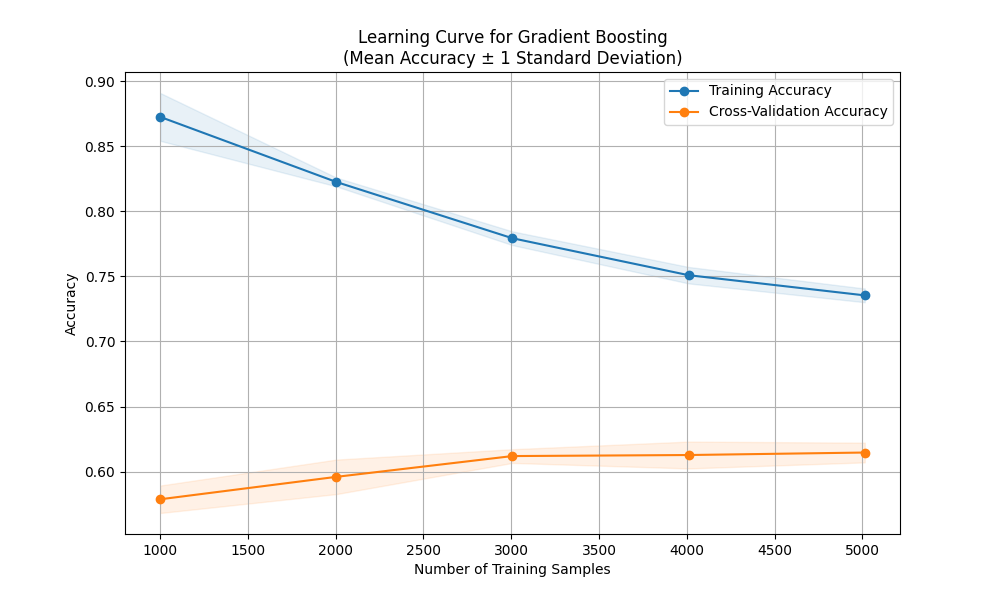 Learning Curve for Gradient Boosting
(Mean Accuracy ± 1 Standard Deviation)
Training Accuracy
Cross-Validation Accuracy
Accuracy
0.90
0.85
0.80
0.75
0.70
0.65
0.60
1000 1500 2000 2500 3000 3500 4000 4500 5000
Number of Training Samples